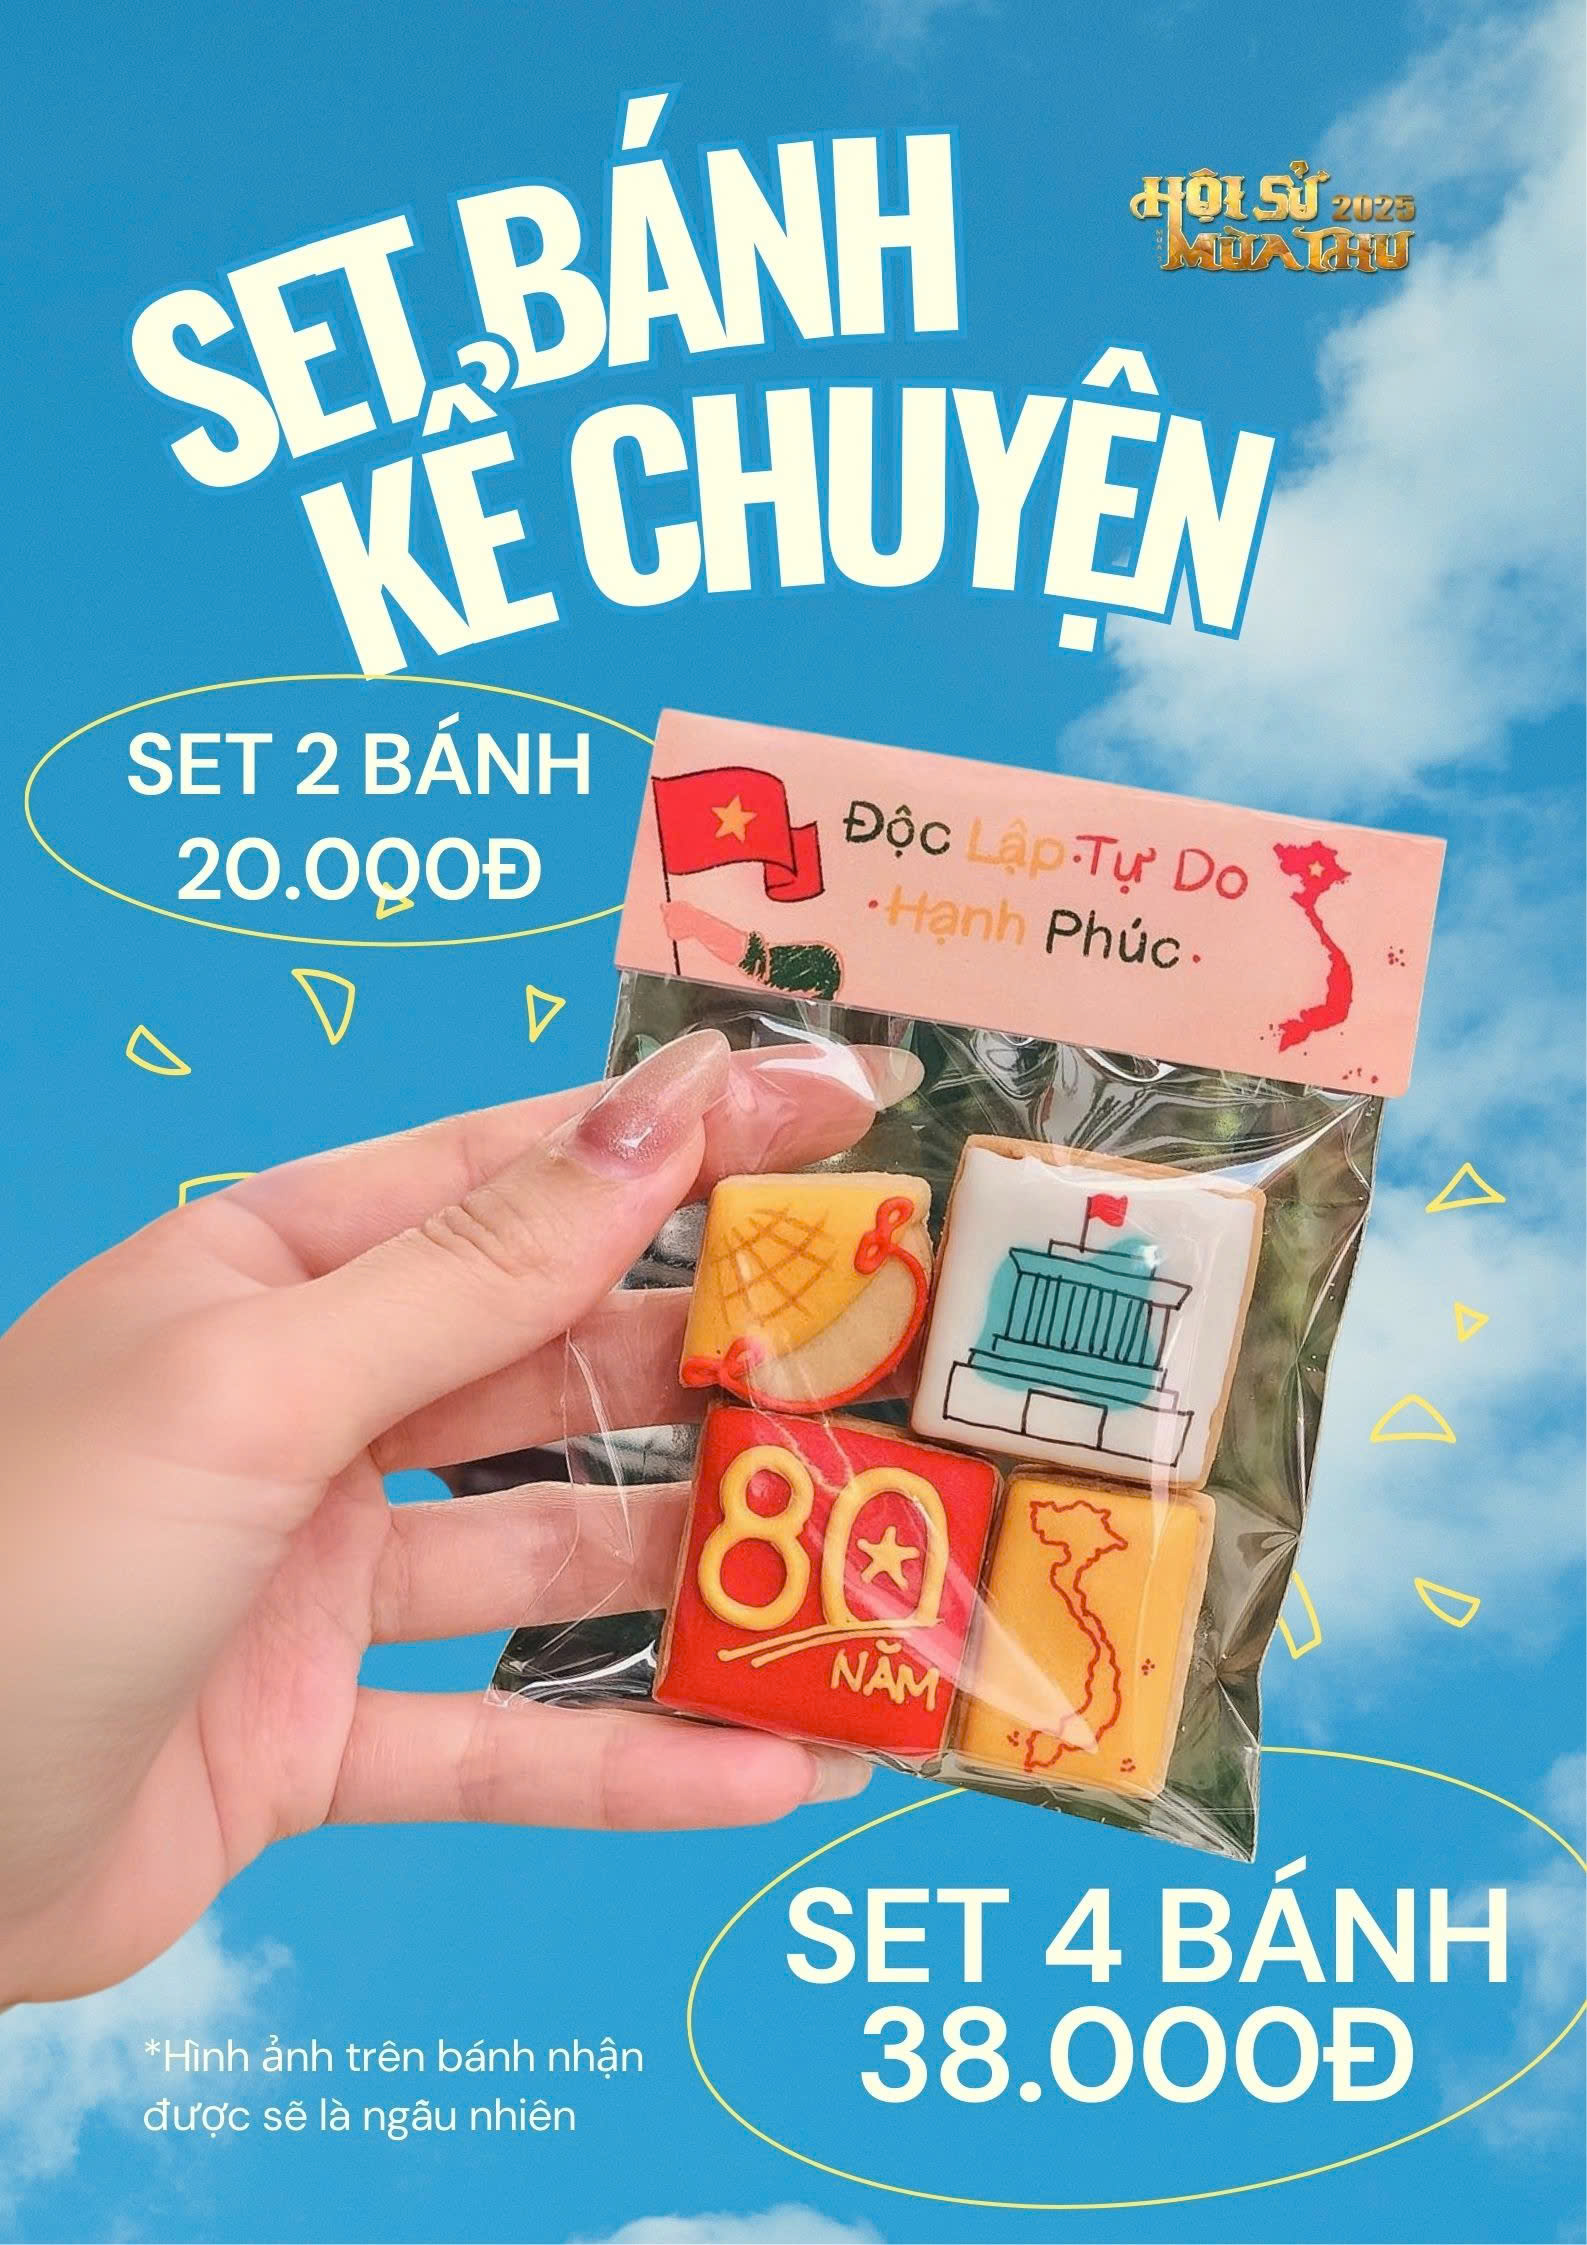 SET BÁNH
KỂ CHUYỆN
HỘI SỬ 2025
MÙA THU
SET 2 BÁNH
20.000Đ
Độc Lập·Tự Do
·Hạnh Phúc·
80
NĂM
SET 4 BÁNH
38.000Đ
*Hình ảnh trên bánh nhận
được sẽ là ngẫu nhiên